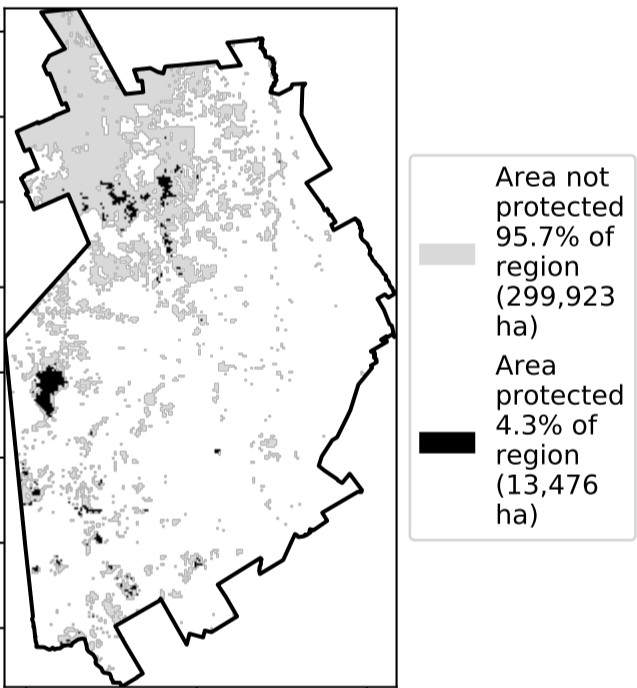 Area not
protected
95.7% of
region
(299,923
ha)
Area
protected
4.3% of
region
(13,476
ha)